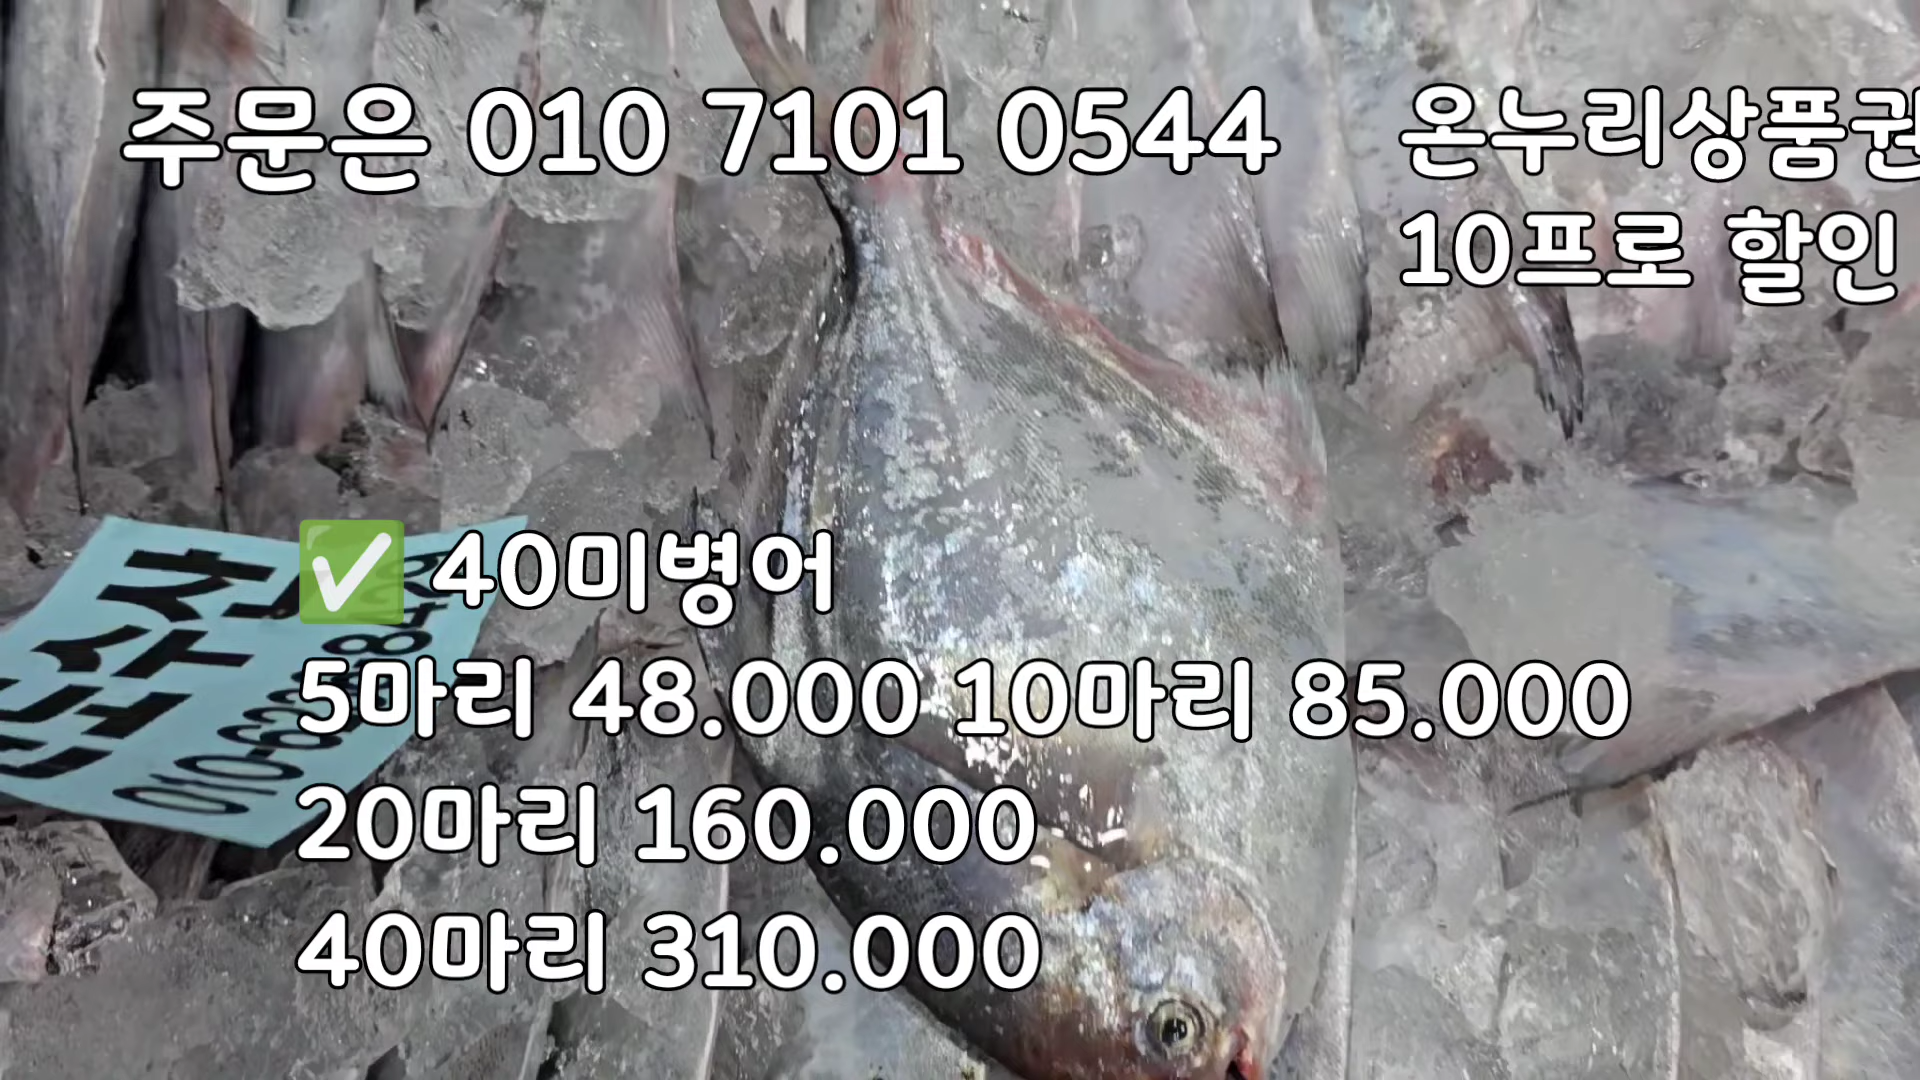 주문은 010 7101 0544
온누리상품권
10프로 할인
✅ 40미병어
5마리 48.000 10마리 85.000
20마리 160.000
40마리 310.000
수산